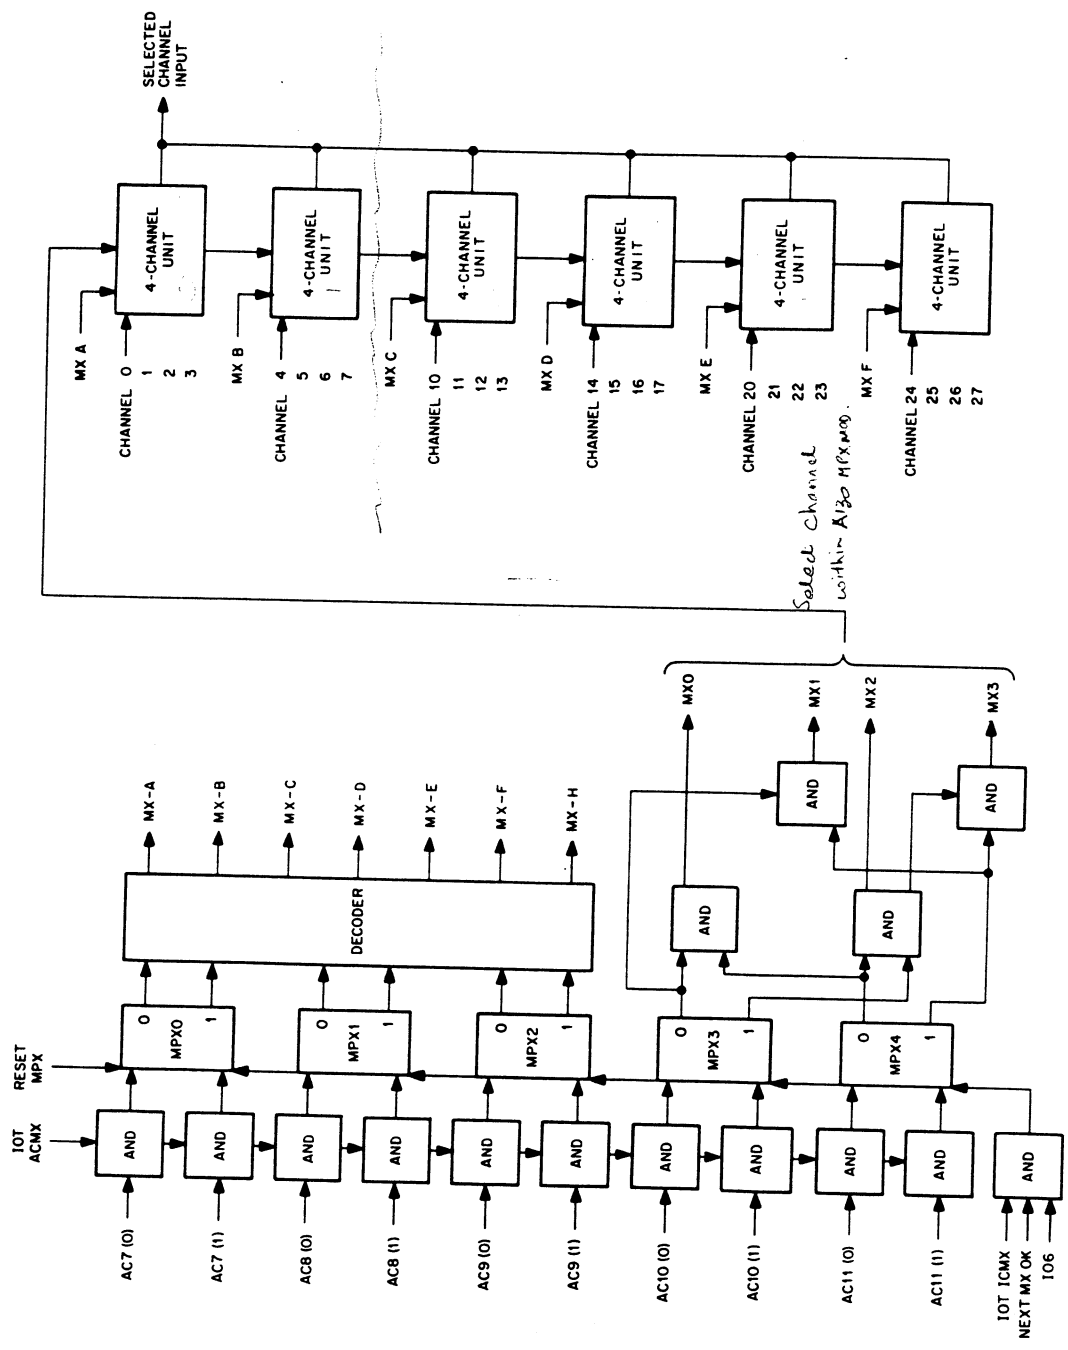 IOT
ACMX
RESET
MPX
AC7 (0)
AND
AC7 (1)
AND
AC8 (0)
AND
AC8 (1)
AND
AC9 (0)
AND
AC9 (1)
AND
AC10 (0)
AND
AC10 (1)
AND
AC11 (0)
AND
AC11 (1)
AND
IOT ICMX
NEXT MX OK
IO6
AND
MPX0
0
1
MPX1
0
1
MPX2
0
1
MPX3
0
1
MPX4
0
1
DECODER
MX-A
MX-B
MX-C
MX-D
MX-E
MX-F
MX-H
AND
AND
AND
AND
MX0
MX1
MX2
MX3
Select Channel
within A130 MPX MOD.
MX A
CHANNEL 0
1
2
3
4-CHANNEL
UNIT
MX B
CHANNEL 4
5
6
7
4-CHANNEL
UNIT
MX C
CHANNEL 10
11
12
13
4-CHANNEL
UNIT
MX D
CHANNEL 14
15
16
17
4-CHANNEL
UNIT
MX E
CHANNEL 20
21
22
23
4-CHANNEL
UNIT
MX F
CHANNEL 24
25
26
27
4-CHANNEL
UNIT
SELECTED
CHANNEL
INPUT